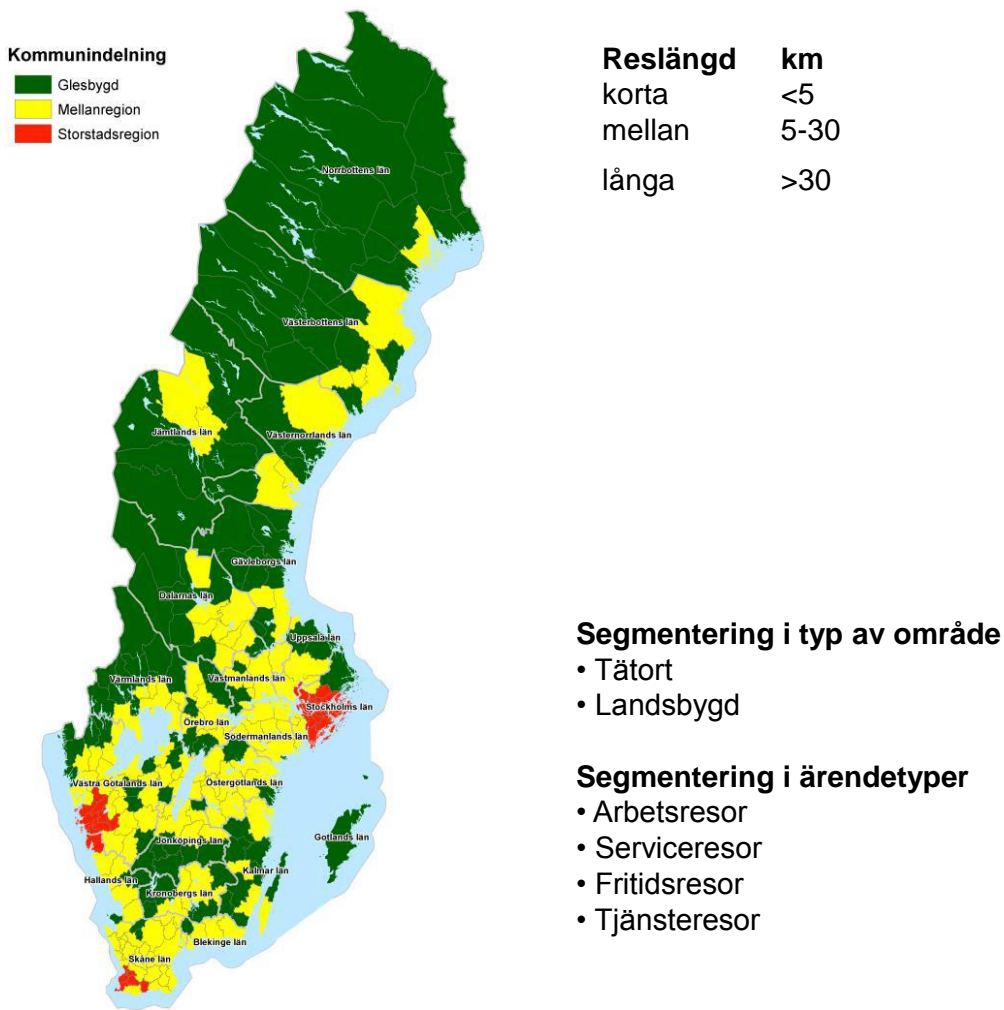 Kommunindelning
Glesbygd
Mellanregion
Storstadsregion
Reslängd km
korta <5
mellan 5-30
långa >30
Norrbottens län
Västerbottens län
Jämtlands län
Västernorrlands län
Gävleborgs län
Dalarnas län
Uppsala län
Värmlands län
Västmanlands län
Stockholms län
Örebro län
Södermanlands län
Västra Götalands län
Östergötlands län
Gotlands län
Jönköpings län
Kalmar län
Hallands län
Kronobergs län
Blekinge län
Skåne län
Segmentering i typ av område
• Tätort
• Landsbygd
Segmentering i ärendetyper
• Arbetsresor
• Serviceresor
• Fritidsresor
• Tjänsteresor